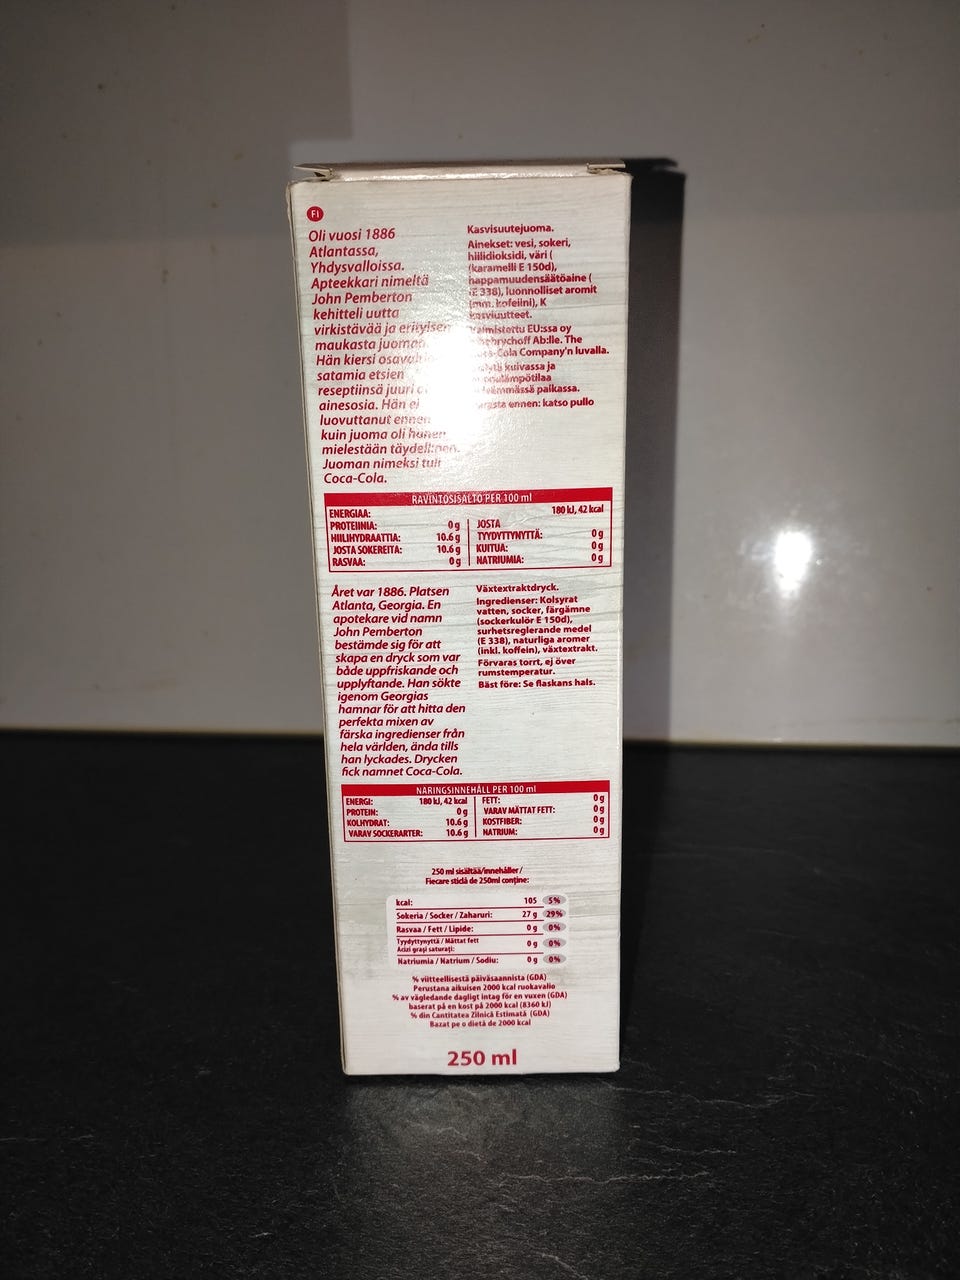 FI
Oli vuosi 1886
Atlantassa,
Yhdysvalloissa.
Apteekkari nimeltä
John Pemberton
kehitteli uutta
virkistävää ja erityisen
maukasta juomaa
Hän kiersi
satamia etsien
reseptiinsä juuri
ainesosia. Hän ei
luovuttanut ennen
kuin juoma oli hänen
mielestään täydellinen.
Juoman nimeksi tuli
Coca-Cola.
Kasvisuutejuoma.
Ainekset: vesi, sokeri,
hiilidioksidi, väri (
(karamelli E 150d),
happamuudensäätöaine (
(E 338), luonnolliset aromit
(mm. kofeiini), K
kasviuutteet.
Valmistettu EU:ssa oy
Ab:lle. The
Coca-Cola Company'n luvalla.
kuivassa ja
paikassa.
ennen: katso pullo
RAVINTOSISÄLTÖ PER 100 ml
ENERGIAA: 180 kJ, 42 kcal
PROTEIINIA: 0 g
HIILIHYDRAATTIA: 10.6 g
JOSTA SOKEREITA: 10.6 g
RASVAA: 0 g
JOSTA
TYYDYTTYNYTTÄ: 0 g
KUITUA: 0 g
NATRIUMIA: 0 g
Året var 1886. Platsen
Atlanta, Georgia. En
apotekare vid namn
John Pemberton
bestämde sig för att
skapa en dryck som var
både uppfriskande och
upplyftande. Han sökte
igenom Georgias
hamnar för att hitta den
perfekta mixen av
färska ingredienser från
hela världen, ända tills
han lyckades. Drycken
fick namnet Coca-Cola.
Växtextraktdryck.
Ingredienser: Kolsyrat
vatten, socker, färgämne
(sockerkulör E 150d),
surhetsreglerande medel
(E 338), naturliga aromer
(inkl. koffein), växtextrakt.
Förvaras torrt, ej över
rumstemperatur.
Bäst före: Se flaskans hals.
NÄRINGSINNEHÅLL PER 100 ml
ENERGI: 180 kJ, 42 kcal
PROTEIN: 0 g
KOLHYDRAT: 10.6 g
VARAV SOCKERARTER: 10.6 g
FETT: 0 g
VARAV MÄTTAT FETT: 0 g
KOSTFIBER: 0 g
NATRIUM: 0 g
250 ml sisältää/innehåller/
Fiecare sticlă de 250ml conține:
kcal: 105 5%
Sokeria / Socker / Zaharuri: 27 g 29%
Rasvaa / Fett / Lipide: 0 g 0%
Tyydyttynyttä / Mättat fett
Acizi grași saturați: 0 g 0%
Natriumia / Natrium / Sodiu: 0 g 0%
% viitteellisestä päiväsaannista (GDA)
Perustana aikuisen 2000 kcal ruokavalio
% av vägledande dagligt intag för en vuxen (GDA)
baserat på en kost på 2000 kcal (8360 kJ)
% din Cantitatea Zilnică Estimată (GDA)
Bazat pe o dietă de 2000 kcal
250 ml